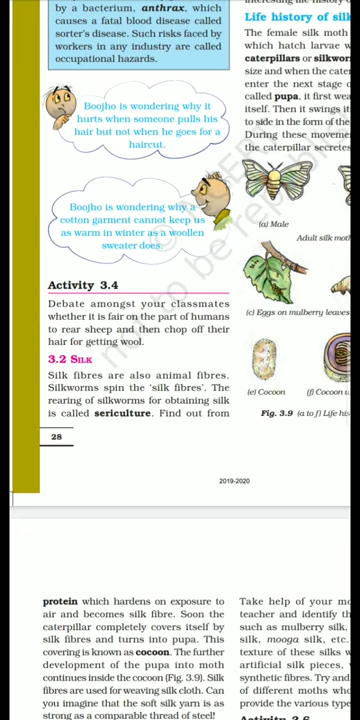 by a bacterium, anthrax, which
causes a fatal blood disease called
sorter's disease. Such risks faced by
workers in any industry are called
occupational hazards.
Boojho is wondering why it
hurts when someone pulls his
hair but not when he goes for a
haircut.
Boojho is wondering why a
cotton garment cannot keep us
as warm in winter as a woollen
sweater does.
Activity 3.4
Debate amongst your classmates
whether it is fair on the part of humans
to rear sheep and then chop off their
hair for getting wool.
3.2 SILK
Silk fibres are also animal fibres.
Silkworms spin the 'silk fibres'. The
rearing of silkworms for obtaining silk
is called sericulture. Find out from
28
Life history of silk
The female silk moth
which hatch larvae w
caterpillars or silkwor
size and when the cater
enter the next stage o
called pupa, it first wea
itself. Then it swings it
to side in the form of the
During these moveme
the caterpillar secretes
(a) Male
Adult silk mot
(c) Eggs on mulberry leaves
(e) Cocoon
(f) Cocoon
Fig. 3.9 (a to f) Life his
not to be
2019-2020
protein which hardens on exposure to
air and becomes silk fibre. Soon the
caterpillar completely covers itself by
silk fibres and turns into pupa. This
covering is known as cocoon. The further
development of the pupa into moth
continues inside the cocoon (Fig. 3.9). Silk
fibres are used for weaving silk cloth. Can
you imagine that the soft silk yarn is as
strong as a comparable thread of steel!
Take help of your mo
teacher and identify th
such as mulberry silk,
silk, mooga silk, etc.
texture of these silks w
artificial silk pieces,
synthetic fibres. Try and
of different moths who
provide the various type